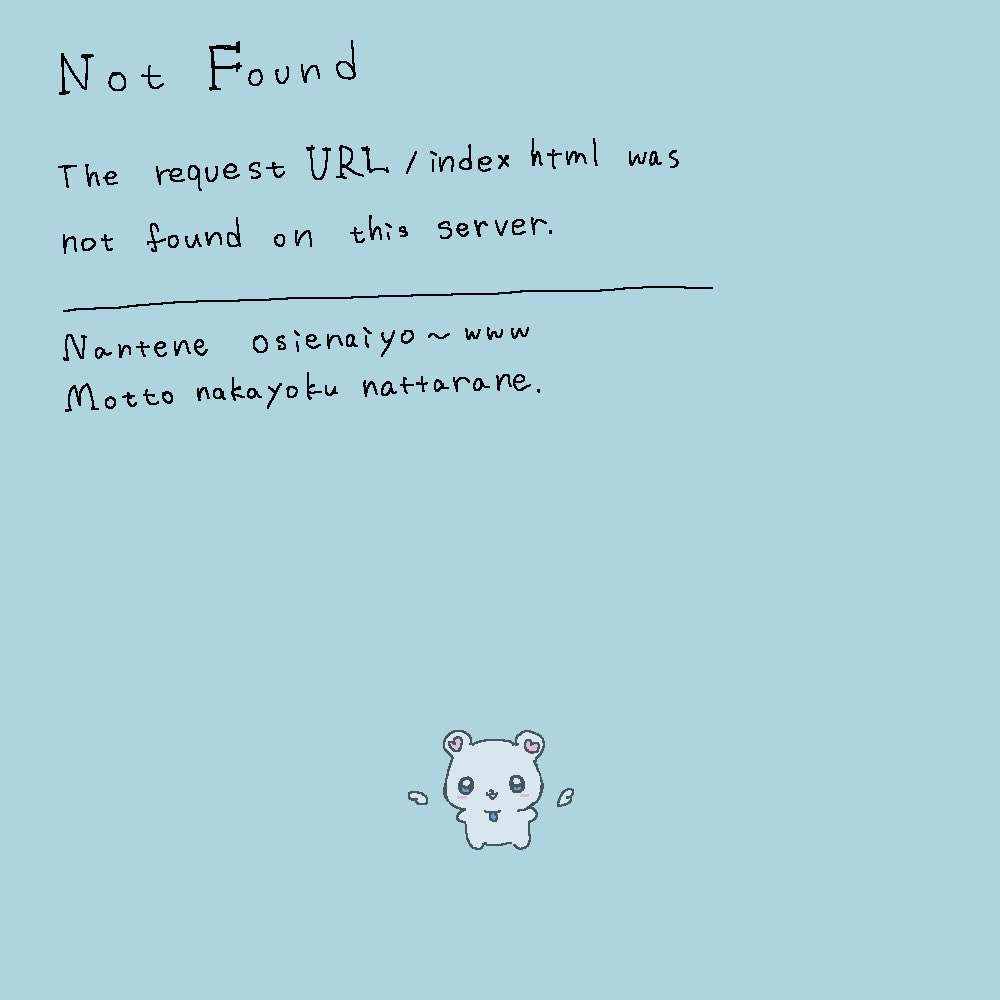 Not Found
The request URL /index html was
not found on this server.
Nantene osienaiyo~www
Motto nakayoku nattarane.